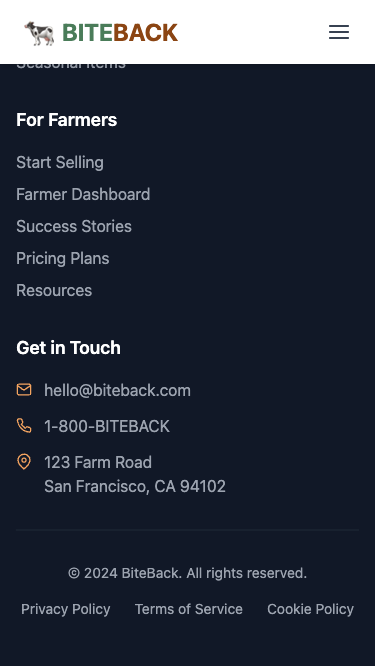 BITEBACK
Seasonal Items
For Farmers
Start Selling
Farmer Dashboard
Success Stories
Pricing Plans
Resources
Get in Touch
hello@biteback.com
1-800-BITEBACK
123 Farm Road
San Francisco, CA 94102
© 2024 BiteBack. All rights reserved.
Privacy Policy Terms of Service Cookie Policy